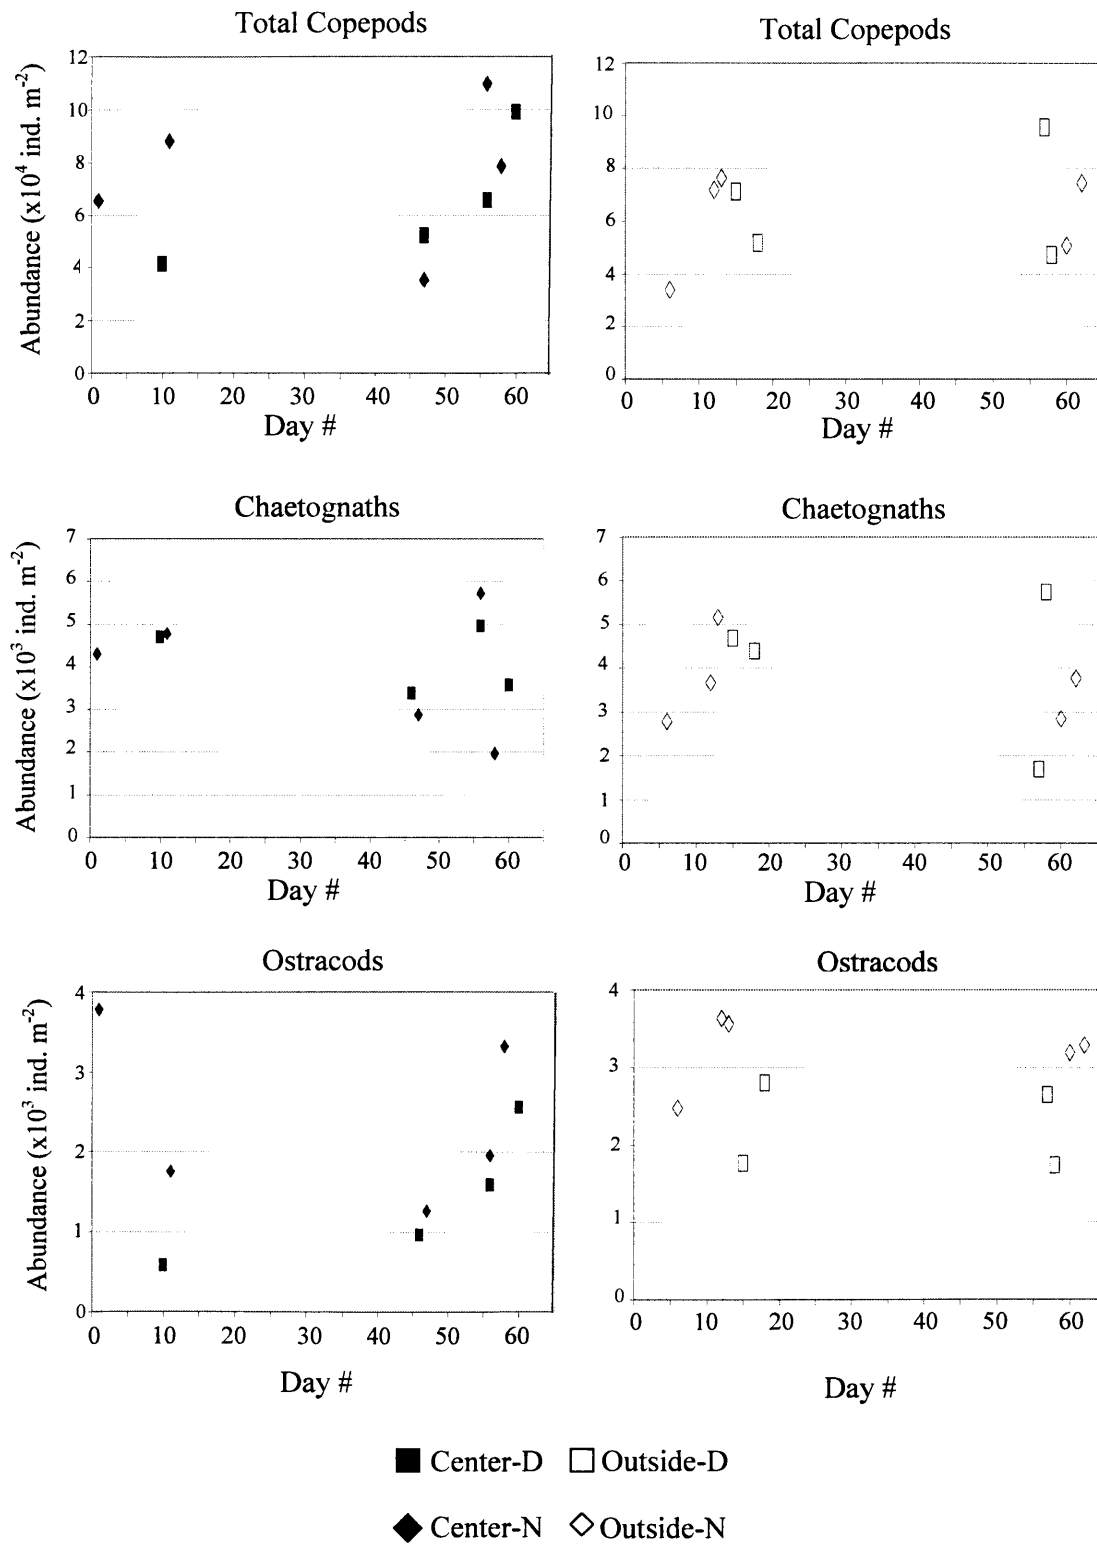 Total Copepods
Total Copepods
Abundance (x10⁴ ind. m⁻²)
12
10
8
6
4
2
0
0 10 20 30 40 50 60
Day #
12
10
8
6
4
2
0
0 10 20 30 40 50 60
Day #
Chaetognaths
Chaetognaths
Abundance (x10³ ind. m⁻²)
7
6
5
4
3
2
1
0
0 10 20 30 40 50 60
Day #
7
6
5
4
3
2
1
0
0 10 20 30 40 50 60
Day #
Ostracods
Ostracods
Abundance (x10³ ind. m⁻²)
4
3
2
1
0
0 10 20 30 40 50 60
Day #
4
3
2
1
0
0 10 20 30 40 50 60
Day #
Center-D Outside-D
Center-N Outside-N